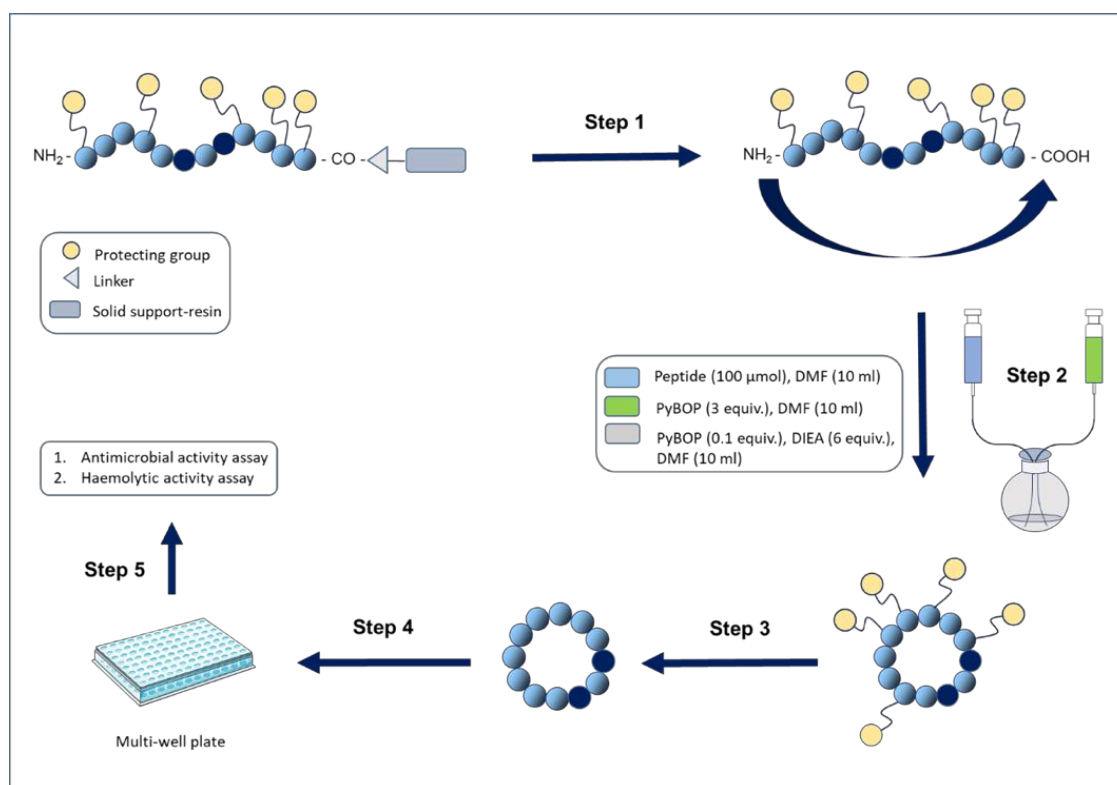 NH2 -
- CO -
Step 1
NH2 -
- COOH
Protecting group
Linker
Solid support-resin
Peptide (100 µmol), DMF (10 ml)
PyBOP (3 equiv.), DMF (10 ml)
PyBOP (0.1 equiv.), DIEA (6 equiv.),
DMF (10 ml)
Step 2
1. Antimicrobial activity assay
2. Haemolytic activity assay
Step 5
Step 4
Step 3
Multi-well plate